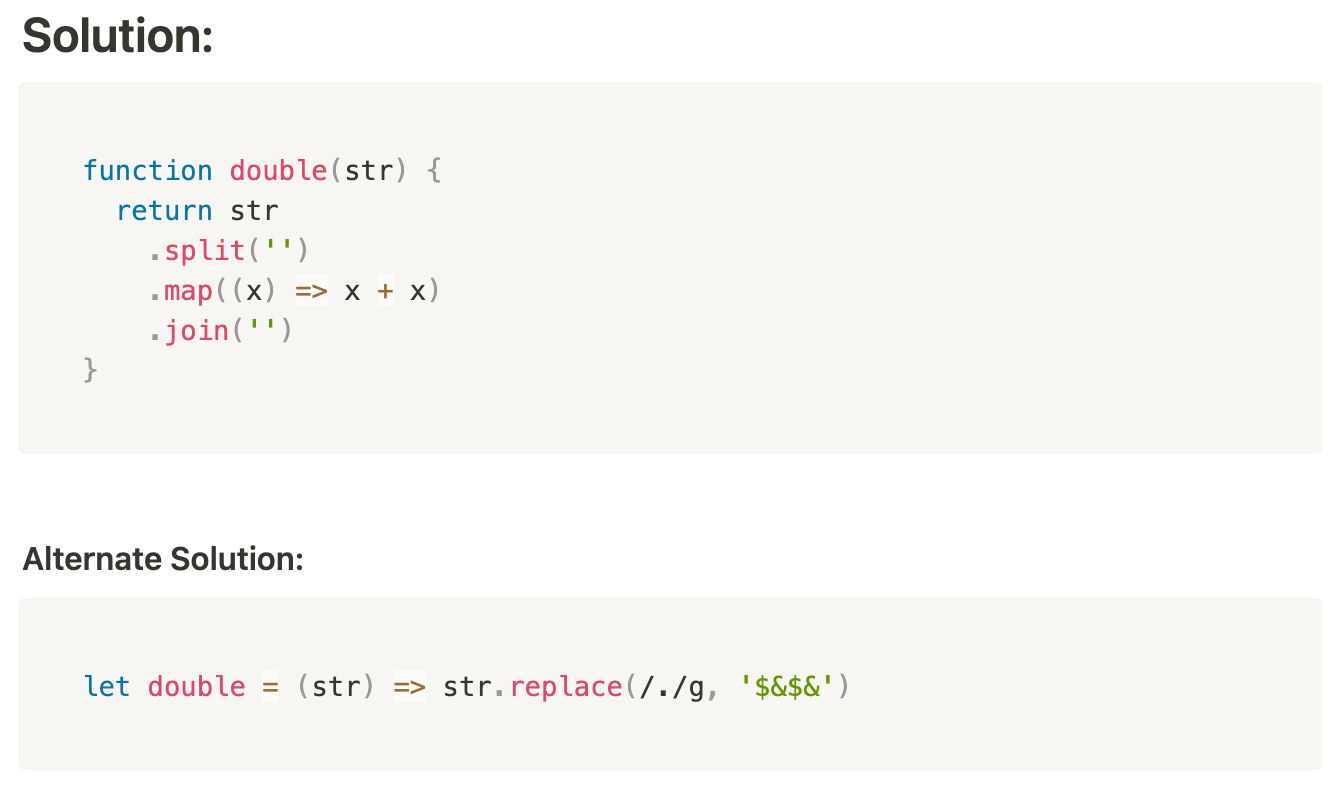 Solution:
function double(str) {
  return str
    .split('')
    .map((x) => x + x)
    .join('')
}
Alternate Solution:
let double = (str) => str.replace(/./g, '$&$&')